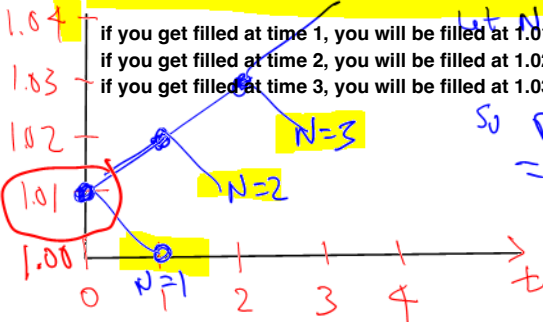 1.04
Let N
if you get filled at time 1, you will be filled at 1.01
if you get filled at time 2, you will be filled at 1.02
1.03
if you get filled at time 3, you will be filled at 1.03
So
1.02
N=3
=
1.01
N=2
1.00
N=1
t
0 1 2 3 4